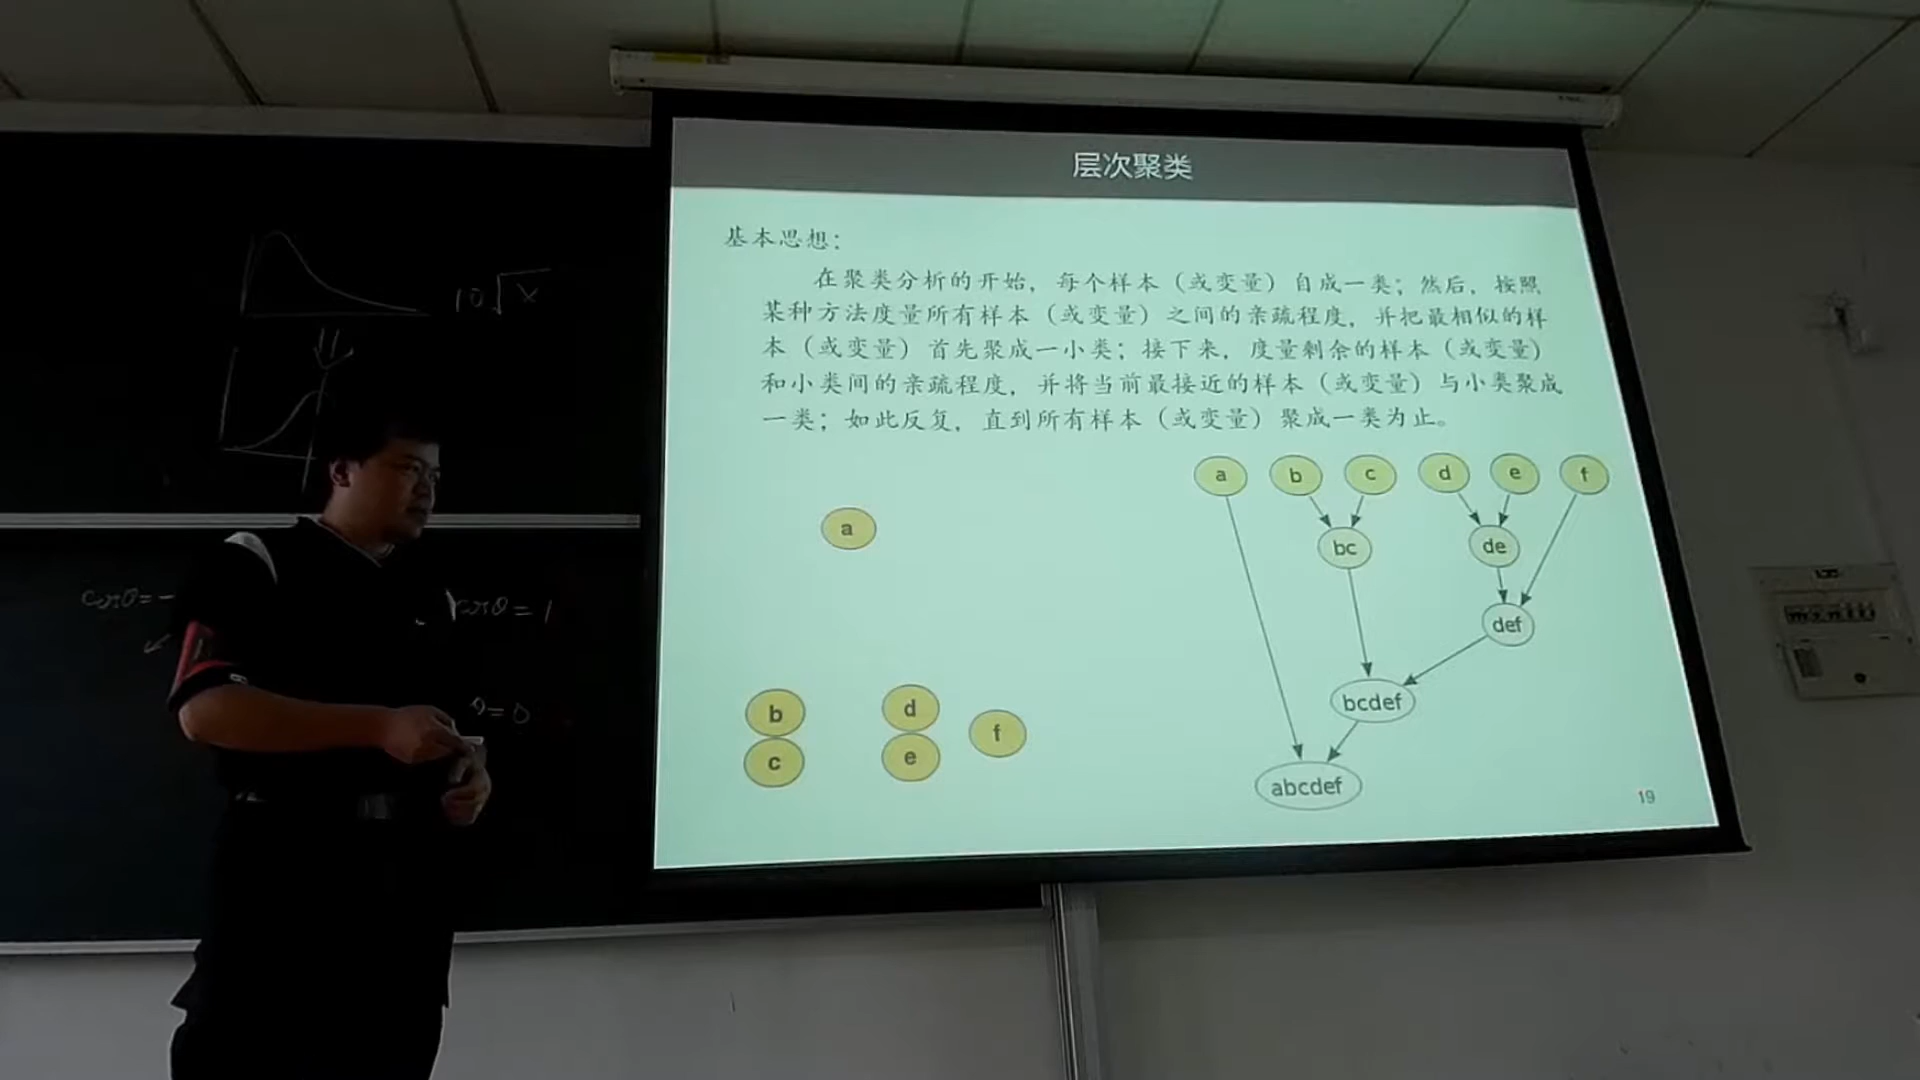 层次聚类
基本思想：
在聚类分析的开始，每个样本（或变量）自成一类；然后，按照
某种方法度量所有样本（或变量）之间的亲疏程度，并把最相似的样
本（或变量）首先聚成一小类；接下来，度量剩余的样本（或变量）
和小类间的亲疏程度，并将当前最接近的样本（或变量）与小类聚成
一类；如此反复，直到所有样本（或变量）聚成一类为止。
a
b
c
d
e
f
a b c d e f
bc de
def
bcdef
abcdef
19
10√x
cosθ=-
cosθ=1
θ=0